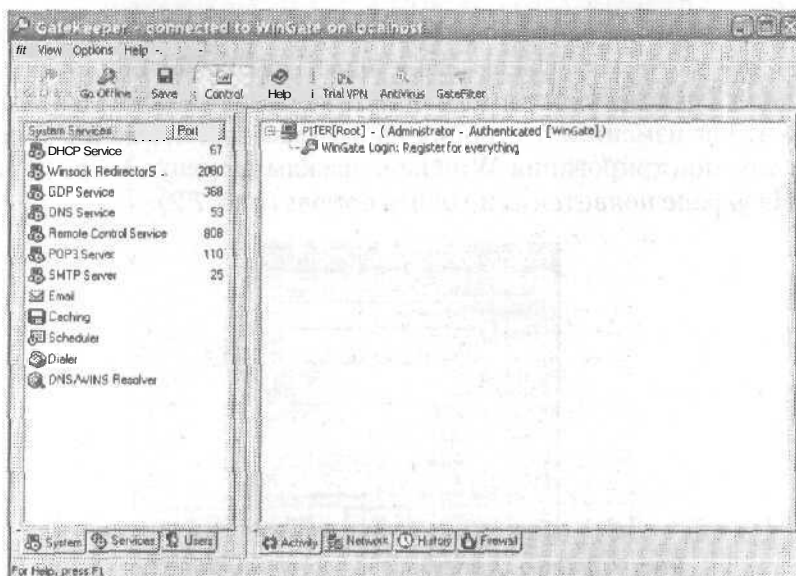 Gatekeeper - connected to WinGate on localhost
fit View Options Help -.
Go Offline Save Control Help i Trial VPN Antivirus GateFilter
System Services Port
DHCP Service 67
Winsock RedirectorS .. 2080
GDP Service 368
DNS Service 53
Remote Control Service 808
POP3 Server 110
SMTP Server 25
Email
Caching
Scheduler
Dialer
DNS/WINS Resolver
PITER[Root] - ( Administrator - Authenticated [WinGate])
WinGate Login: Register for everything
System Services Users
Activity Network History Firewall
For Help, press F1